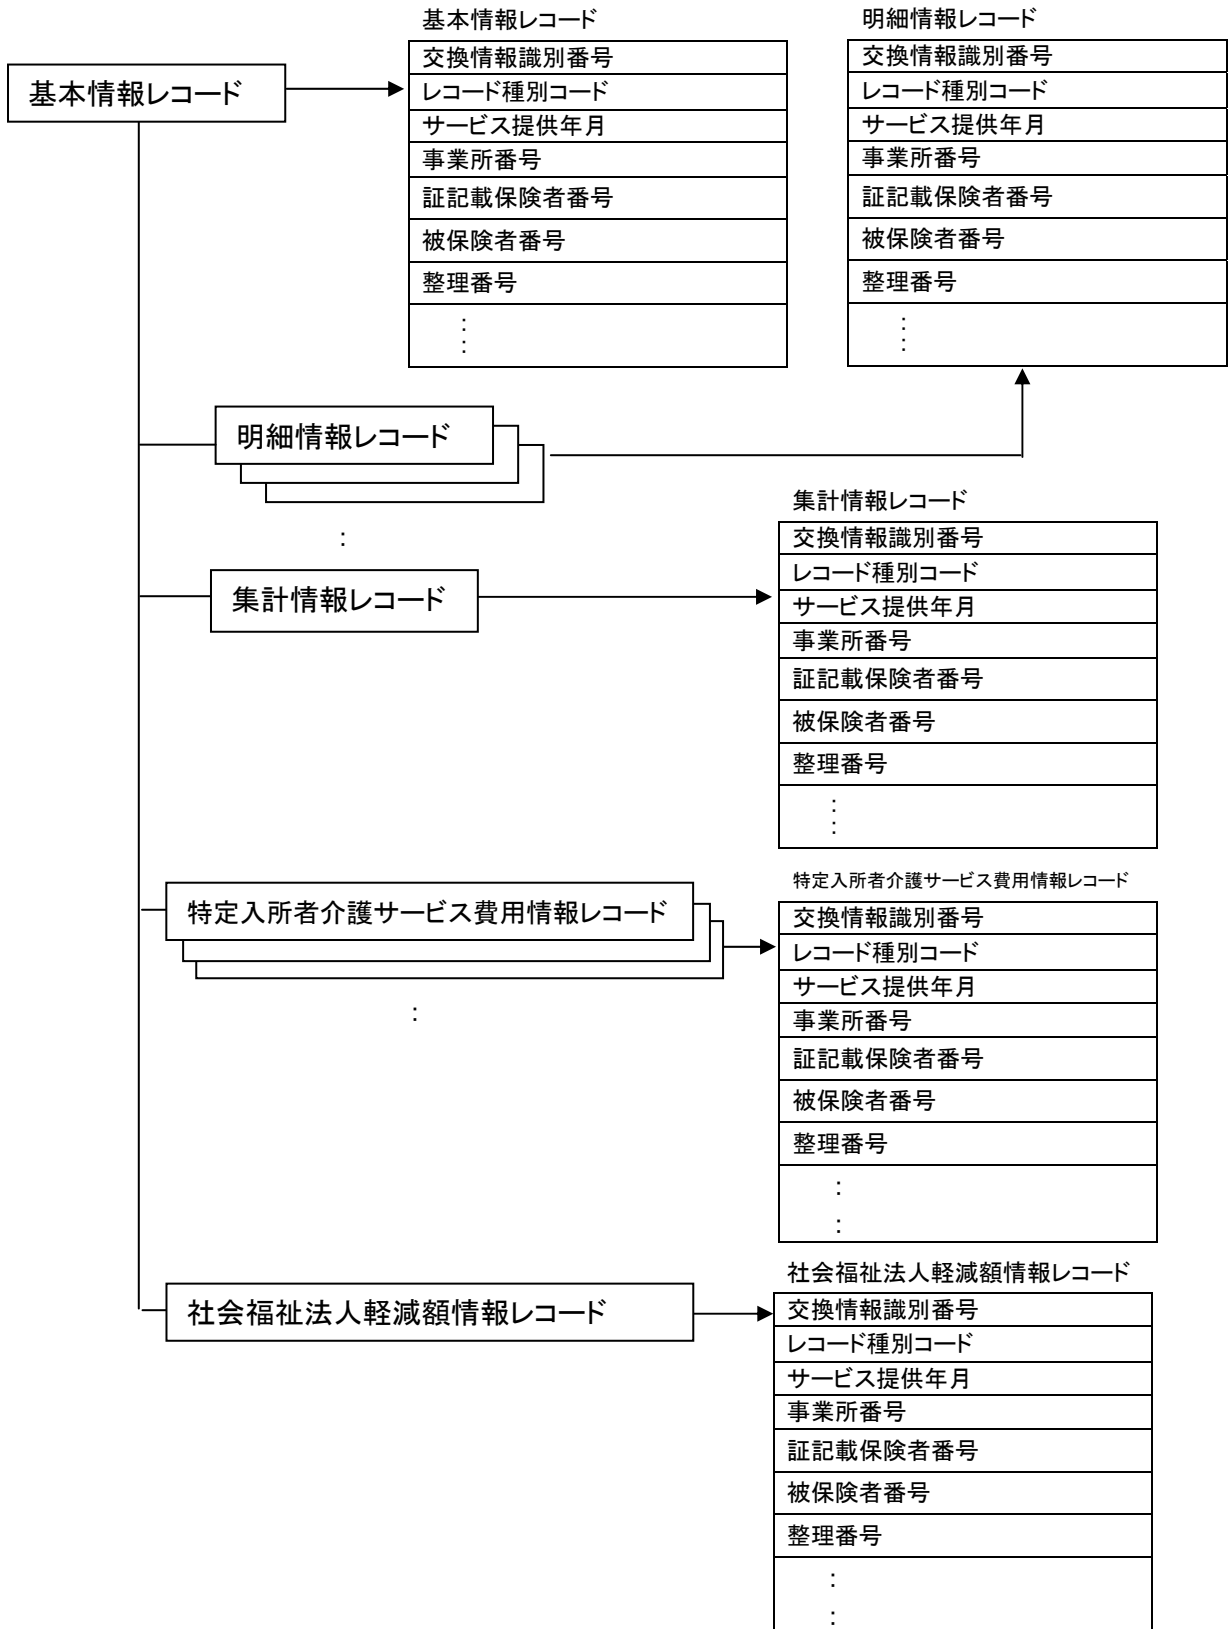 基本情報レコード
基本情報レコード
交換情報識別番号
レコード種別コード
サービス提供年月
事業所番号
証記載保険者番号
被保険者番号
整理番号
:
:
明細情報レコード
交換情報識別番号
レコード種別コード
サービス提供年月
事業所番号
証記載保険者番号
被保険者番号
整理番号
:
:
明細情報レコード
:
集計情報レコード
集計情報レコード
交換情報識別番号
レコード種別コード
サービス提供年月
事業所番号
証記載保険者番号
被保険者番号
整理番号
:
:
特定入所者介護サービス費用情報レコード
:
特定入所者介護サービス費用情報レコード
交換情報識別番号
レコード種別コード
サービス提供年月
事業所番号
証記載保険者番号
被保険者番号
整理番号
:
:
社会福祉法人軽減額情報レコード
社会福祉法人軽減額情報レコード
交換情報識別番号
レコード種別コード
サービス提供年月
事業所番号
証記載保険者番号
被保険者番号
整理番号
:
: